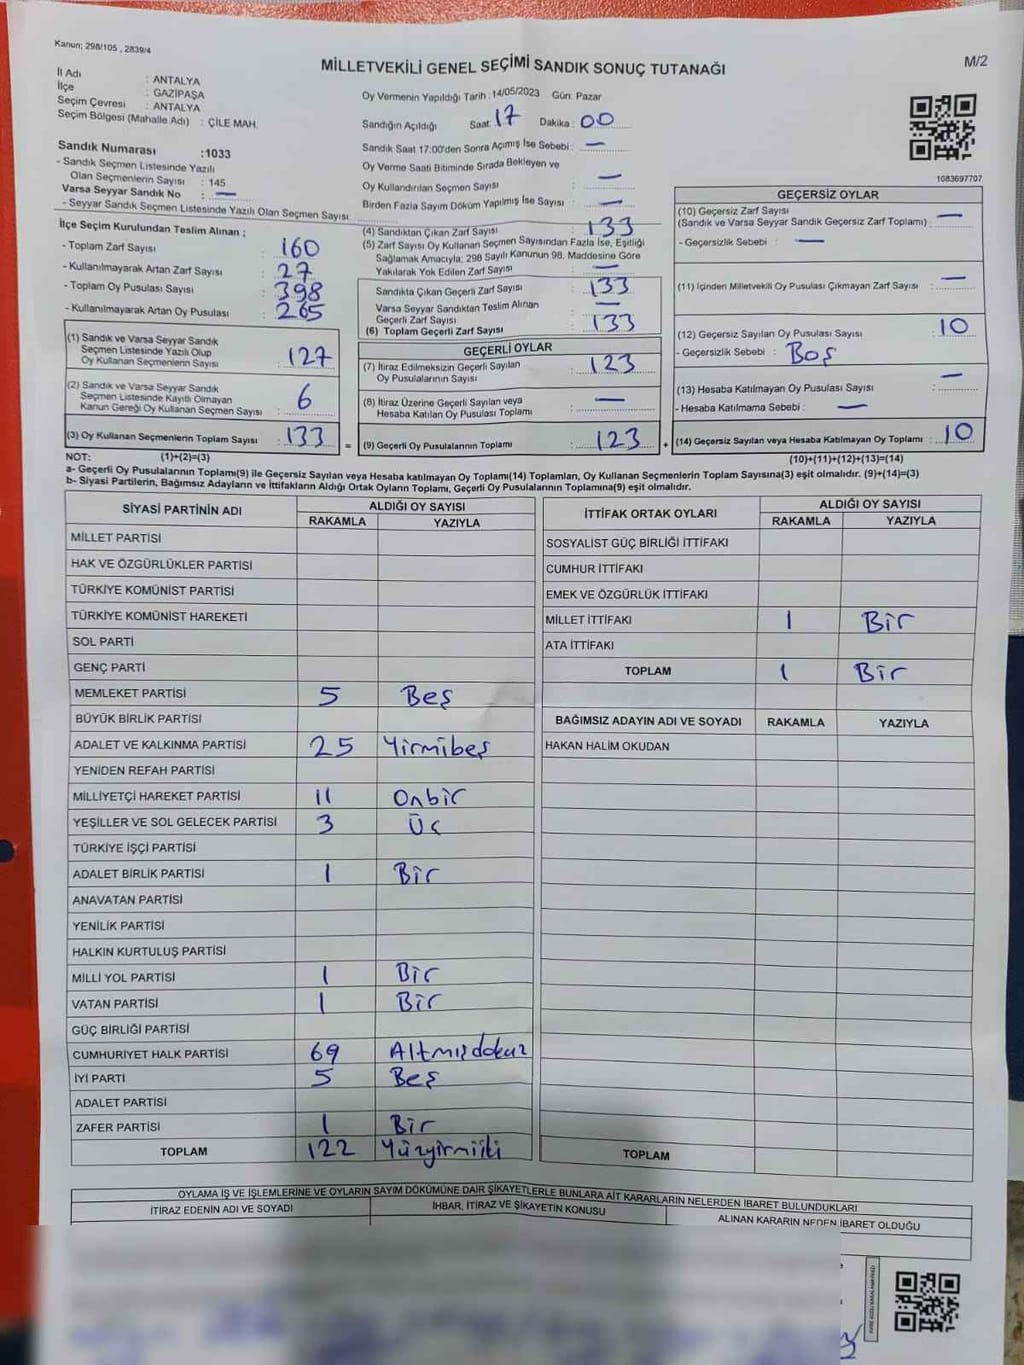 Kanun; 298/105 , 2839/4
M/2
MİLLETVEKİLİ GENEL SEÇİMİ SANDIK SONUÇ TUTANAĞI
İl Adı : ANTALYA
İlçe : GAZİPAŞA
Seçim Çevresi : ANTALYA
Seçim Bölgesi (Mahalle Adı) : ÇİLE MAH.
Sandık Numarası :1033
- Sandık Seçmen Listesinde Yazılı
Olan Seçmenlerin Sayısı : 145
Varsa Seyyar Sandık No : —
- Seyyar Sandık Seçmen Listesinde Yazılı Olan Seçmen Sayısı:
İlçe Seçim Kurulundan Teslim Alınan ;
- Toplam Zarf Sayısı : 160
- Kullanılmayarak Artan Zarf Sayısı : 27
- Toplam Oy Pusulası Sayısı : 398
- Kullanılmayarak Artan Oy Pusulası : 265
(1) Sandık ve Varsa Seyyar Sandık
Seçmen Listesinde Yazılı Olup
Oy Kullanan Seçmenlerin Sayısı : 127
(2) Sandık ve Varsa Seyyar Sandık
Seçmen Listesinde Kayıtlı Olmayan
Kanun Gereği Oy Kullanan Seçmen Sayısı : 6
(3) Oy Kullanan Seçmenlerin Toplam Sayısı : 133
Oy Vermenin Yapıldığı Tarih : 14/05/2023 Gün: Pazar
Sandığın Açıldığı Saat: 17 Dakika : 00
Sandık Saat 17:00'den Sonra Açımış İse Sebebi : —
Oy Verme Saati Bitiminde Sırada Bekleyen ve
Oy Kullandırılan Seçmen Sayısı : —
Birden Fazla Sayım Döküm Yapılmış İse Sayısı : —
(4) Sandıktan Çıkan Zarf Sayısı : 133
(5) Zarf Sayısı Oy Kullanan Seçmen Sayısından Fazla İse, Eşitliği
Sağlamak Amacıyla; 298 Sayılı Kanunun 98. Maddesine Göre
Yakılarak Yok Edilen Zarf Sayısı : —
Sandıkta Çıkan Geçerli Zarf Sayısı : 133
Varsa Seyyar Sandıktan Teslim Alınan
Geçerli Zarf Sayısı : —
(6) Toplam Geçerli Zarf Sayısı : 133
GEÇERLİ OYLAR
(7) İtiraz Edilmeksizin Geçerli Sayılan
Oy Pusulalarının Sayısı : 123
(8) İtiraz Üzerine Geçerli Sayılan veya
Hesaba Katılan Oy Pusulası Toplamı : —
= (9) Geçerli Oy Pusulalarının Toplamı : 123 +
1083697707
GEÇERSİZ OYLAR
(10) Geçersiz Zarf Sayısı
(Sandık ve Varsa Seyyar Sandık Geçersiz Zarf Toplamı) : —
- Geçersizlik Sebebi : —
(11) İçinden Milletvekili Oy Pusulası Çıkmayan Zarf Sayısı : —
(12) Geçersiz Sayılan Oy Pusulası Sayısı : 10
- Geçersizlik Sebebi : Boş
(13) Hesaba Katılmayan Oy Pusulası Sayısı : —
- Hesaba Katılmama Sebebi : —
(14) Geçersiz Sayılan veya Hesaba Katılmayan Oy Toplamı : 10
NOT: (1)+(2)=(3) (10)+(11)+(12)+(13)=(14)
a- Geçerli Oy Pusulalarının Toplamı(9) ile Geçersiz Sayılan veya Hesaba katılmayan Oy Toplamı(14) Toplamları, Oy Kullanan Seçmenlerin Toplam Sayısına(3) eşit olmalıdır. (9)+(14)=(3)
b- Siyasi Partilerin, Bağımsız Adayların ve İttifakların Aldığı Ortak Oyların Toplamı, Geçerli Oy Pusulalarının Toplamına(9) eşit olmalıdır.
SİYASİ PARTİNİN ADI ALDIĞI OY SAYISI
RAKAMLA YAZIYLA
MİLLET PARTİSİ
HAK VE ÖZGÜRLÜKLER PARTİSİ
TÜRKİYE KOMÜNİST PARTİSİ
TÜRKİYE KOMÜNİST HAREKETİ
SOL PARTİ
GENÇ PARTİ
MEMLEKET PARTİSİ 5 Beş
BÜYÜK BİRLİK PARTİSİ
ADALET VE KALKINMA PARTİSİ 25 Yirmibeş
YENİDEN REFAH PARTİSİ
MİLLİYETÇİ HAREKET PARTİSİ 11 Onbir
YEŞİLLER VE SOL GELECEK PARTİSİ 3 Üç
TÜRKİYE İŞÇİ PARTİSİ
ADALET BİRLİK PARTİSİ 1 Bir
ANAVATAN PARTİSİ
YENİLİK PARTİSİ
HALKIN KURTULUŞ PARTİSİ
MİLLİ YOL PARTİSİ 1 Bir
VATAN PARTİSİ 1 Bir
GÜÇ BİRLİĞİ PARTİSİ
CUMHURİYET HALK PARTİSİ 69 Altmışdokuz
İYİ PARTİ 5 Beş
ADALET PARTİSİ
ZAFER PARTİSİ 1 Bir
TOPLAM 122 Yüzyirmiiki
İTTİFAK ORTAK OYLARI ALDIĞI OY SAYISI
RAKAMLA YAZIYLA
SOSYALİST GÜÇ BİRLİĞİ İTTİFAKI
CUMHUR İTTİFAKI
EMEK VE ÖZGÜRLÜK İTTİFAKI
MİLLET İTTİFAKI 1 Bir
ATA İTTİFAKI
TOPLAM 1 Bir
BAĞIMSIZ ADAYIN ADI VE SOYADI RAKAMLA YAZIYLA
HAKAN HALİM OKUDAN
TOPLAM
OYLAMA İŞ VE İŞLEMLERİNE VE OYLARIN SAYIM DÖKÜMÜNE DAİR ŞİKAYETLERLE BUNLARA AİT KARARLARIN NELERDEN İBARET BULUNDUKLARI
İTİRAZ EDENİN ADI VE SOYADI İHBAR, İTİRAZ VE ŞİKAYETİN KONUSU ALINAN KARARIN NEDEN İBARET OLDUĞU